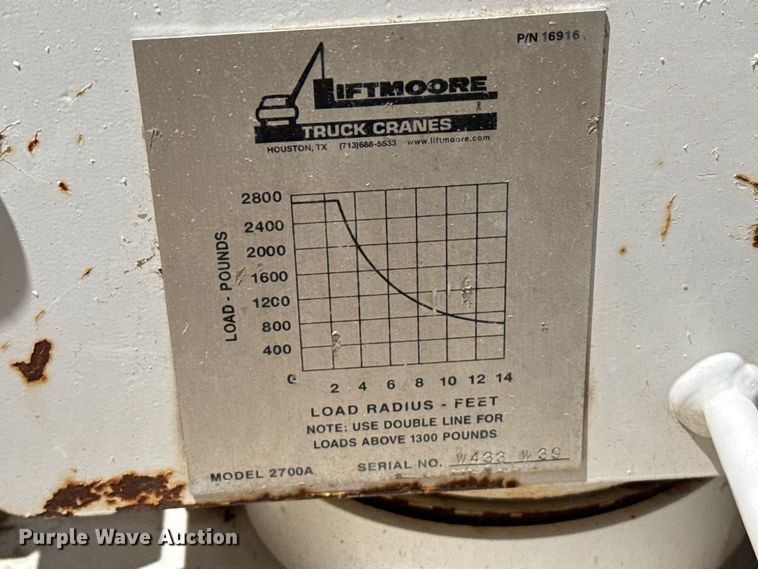 P/N 16916
LIFTMOORE
TRUCK CRANES
HOUSTON, TX (713)688-5533 www.liftmoore.com
LOAD - POUNDS
2800
2400
2000
1600
1200
800
400
0 2 4 6 8 10 12 14
LOAD RADIUS - FEET
NOTE: USE DOUBLE LINE FOR
LOADS ABOVE 1300 POUNDS
MODEL 2700A SERIAL NO. W433 W39
Purple Wave Auction